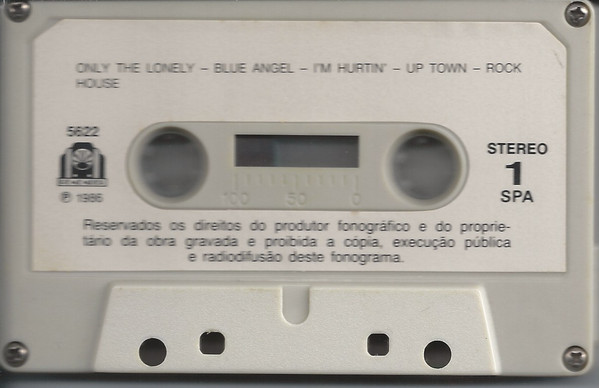 ONLY THE LONELY – BLUE ANGEL – I'M HURTIN' – UP TOWN – ROCK
HOUSE
5622
℗ 1986
100 50 0
STEREO
1
SPA
Reservados os direitos do produtor fonográfico e do proprie-
tário da obra gravada e proibida a cópia, execução pública
e radiodifusão deste fonograma.